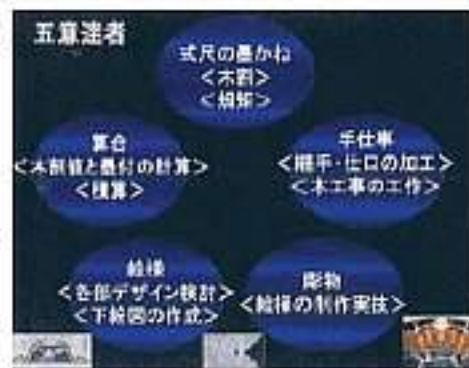 五意達者
式尺の墨かね
<木割>
<規矩>
算合
<木割値と墨付の計算>
<積算>
手仕事
<継手・仕口の加工>
<木工事の工作>
絵様
<各部デザイン検討>
<下絵図の作成>
彫物
<絵様の制作実技>